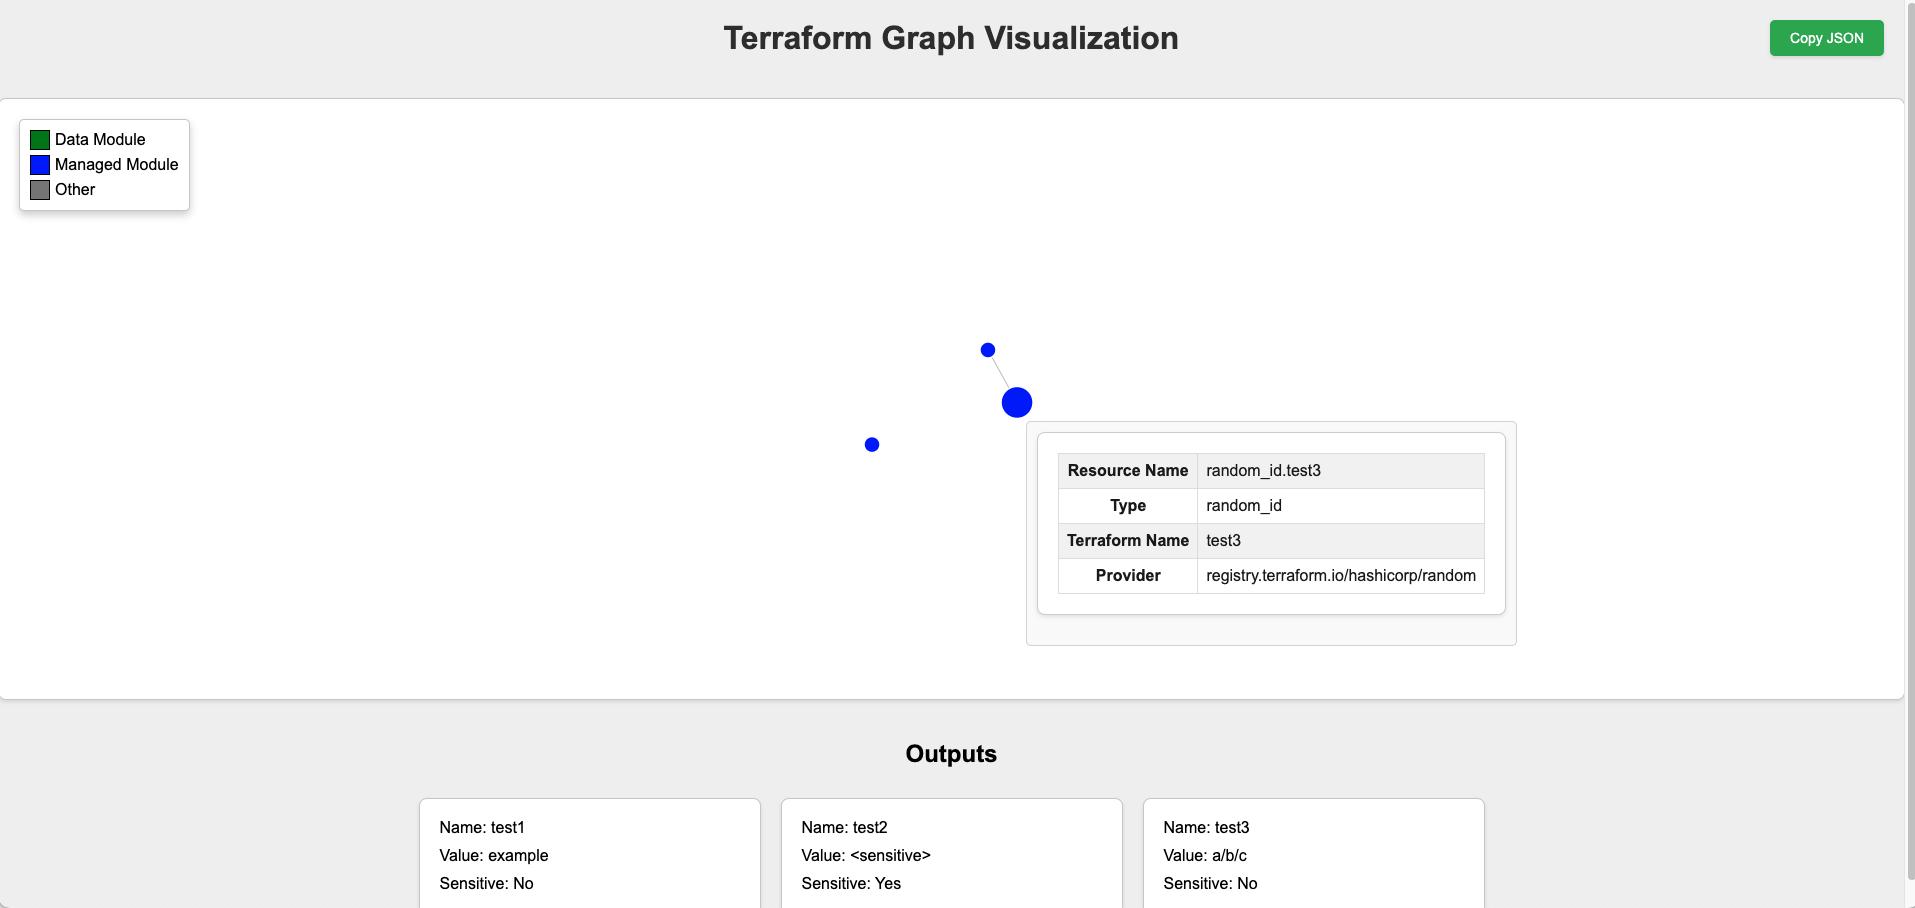 Terraform Graph Visualization
Copy JSON
Data Module
Managed Module
Other
Resource Name random_id.test3
Type random_id
Terraform Name test3
Provider registry.terraform.io/hashicorp/random
Outputs
Name: test1
Value: example
Sensitive: No
Name: test2
Value: <sensitive>
Sensitive: Yes
Name: test3
Value: a/b/c
Sensitive: No